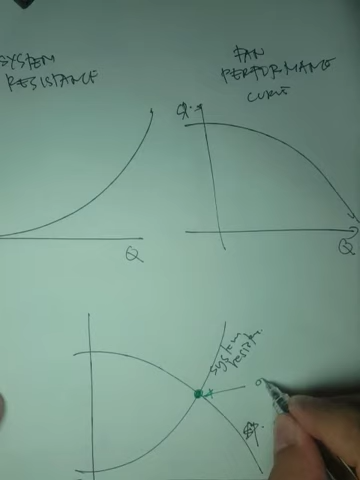 SYSTEM
RESISTANCE
FAN
PERFORMANCE
CURVE
Q
Q
system
resist.